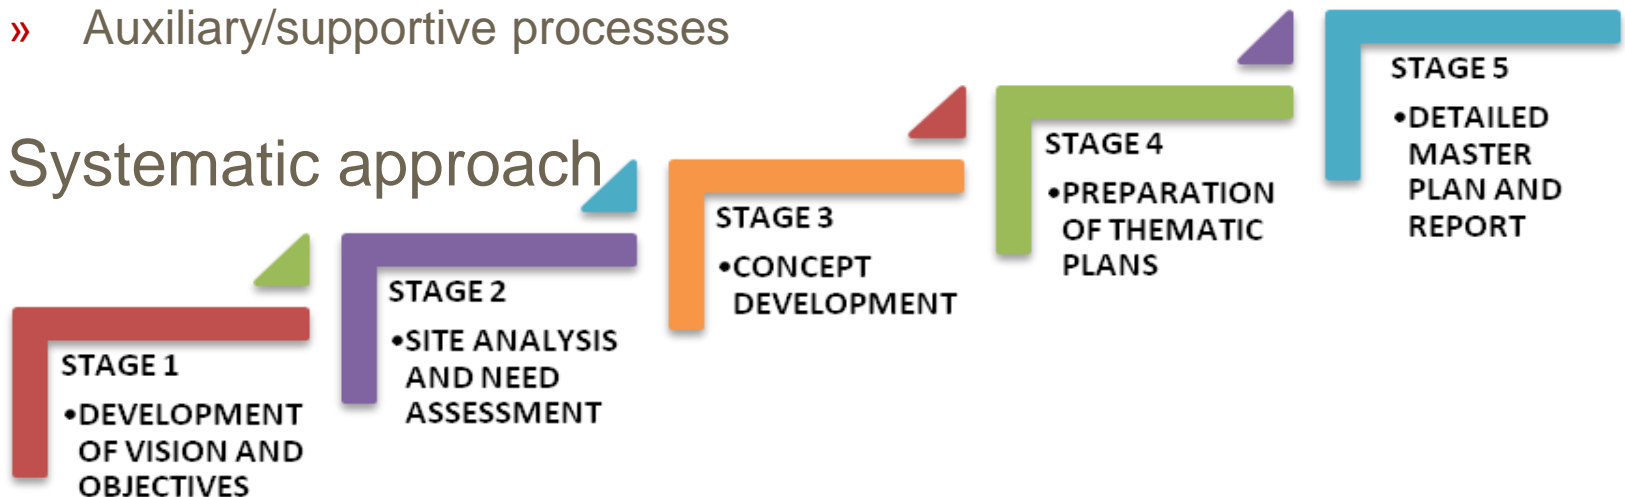 » Auxiliary/supportive processes
Systematic approach
STAGE 1
•DEVELOPMENT
OF VISION AND
OBJECTIVES
STAGE 2
•SITE ANALYSIS
AND NEED
ASSESSMENT
STAGE 3
•CONCEPT
DEVELOPMENT
STAGE 4
•PREPARATION
OF THEMATIC
PLANS
STAGE 5
•DETAILED
MASTER
PLAN AND
REPORT